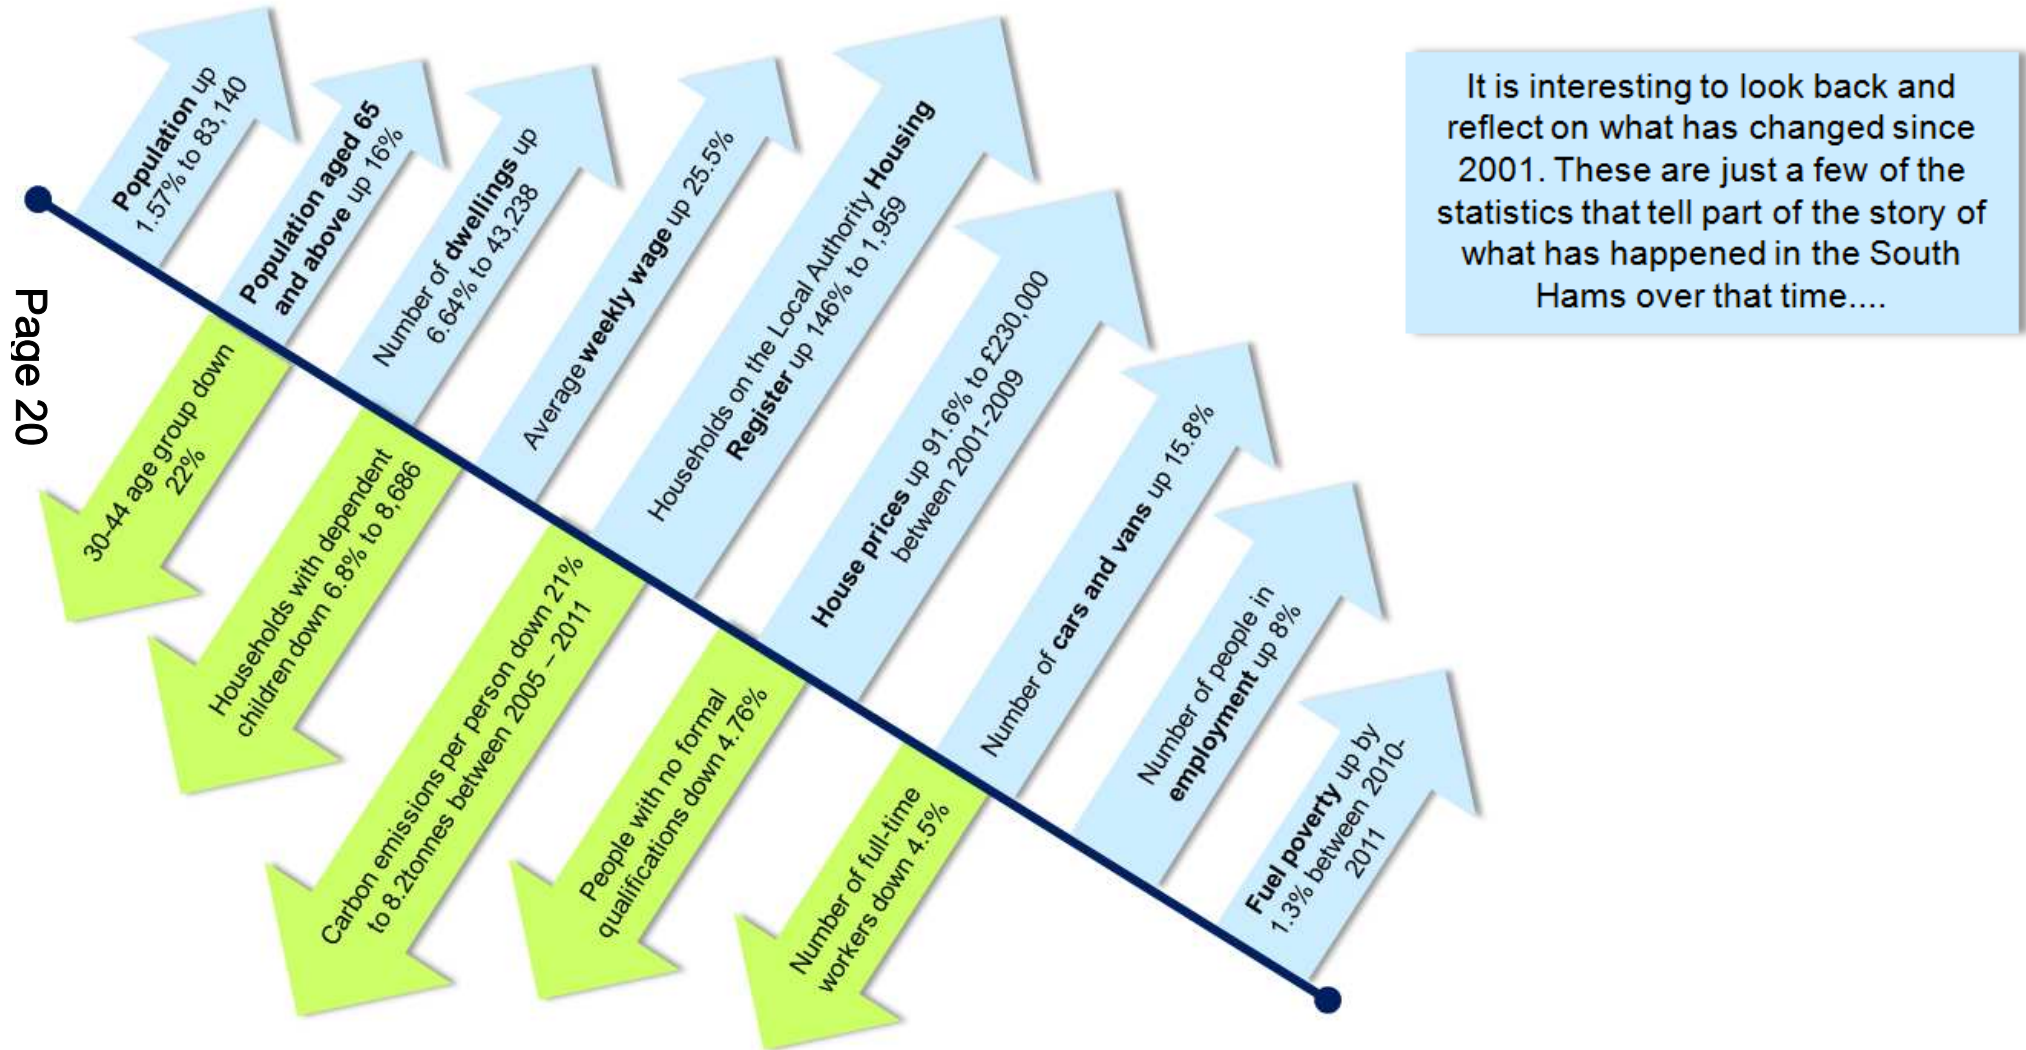 Population up
1.57% to 83,140
Population aged 65
and above up 16%
Number of dwellings up
6.64% to 43,238
Average weekly wage up 25.5%
Households on the Local Authority Housing
Register up 146% to 1,959
House prices up 91.6% to £230,000
between 2001-2009
Number of cars and vans up 15.8%
Number of people in
employment up 8%
Fuel poverty up by
1.3% between 2010-
2011
30-44 age group down
22%
Households with dependent
children down 6.8% to 8,686
Carbon emissions per person down 21%
to 8.2tonnes between 2005 – 2011
People with no formal
qualifications down 4.76%
Number of full-time
workers down 4.5%
It is interesting to look back and
reflect on what has changed since
2001. These are just a few of the
statistics that tell part of the story of
what has happened in the South
Hams over that time....
Page 20